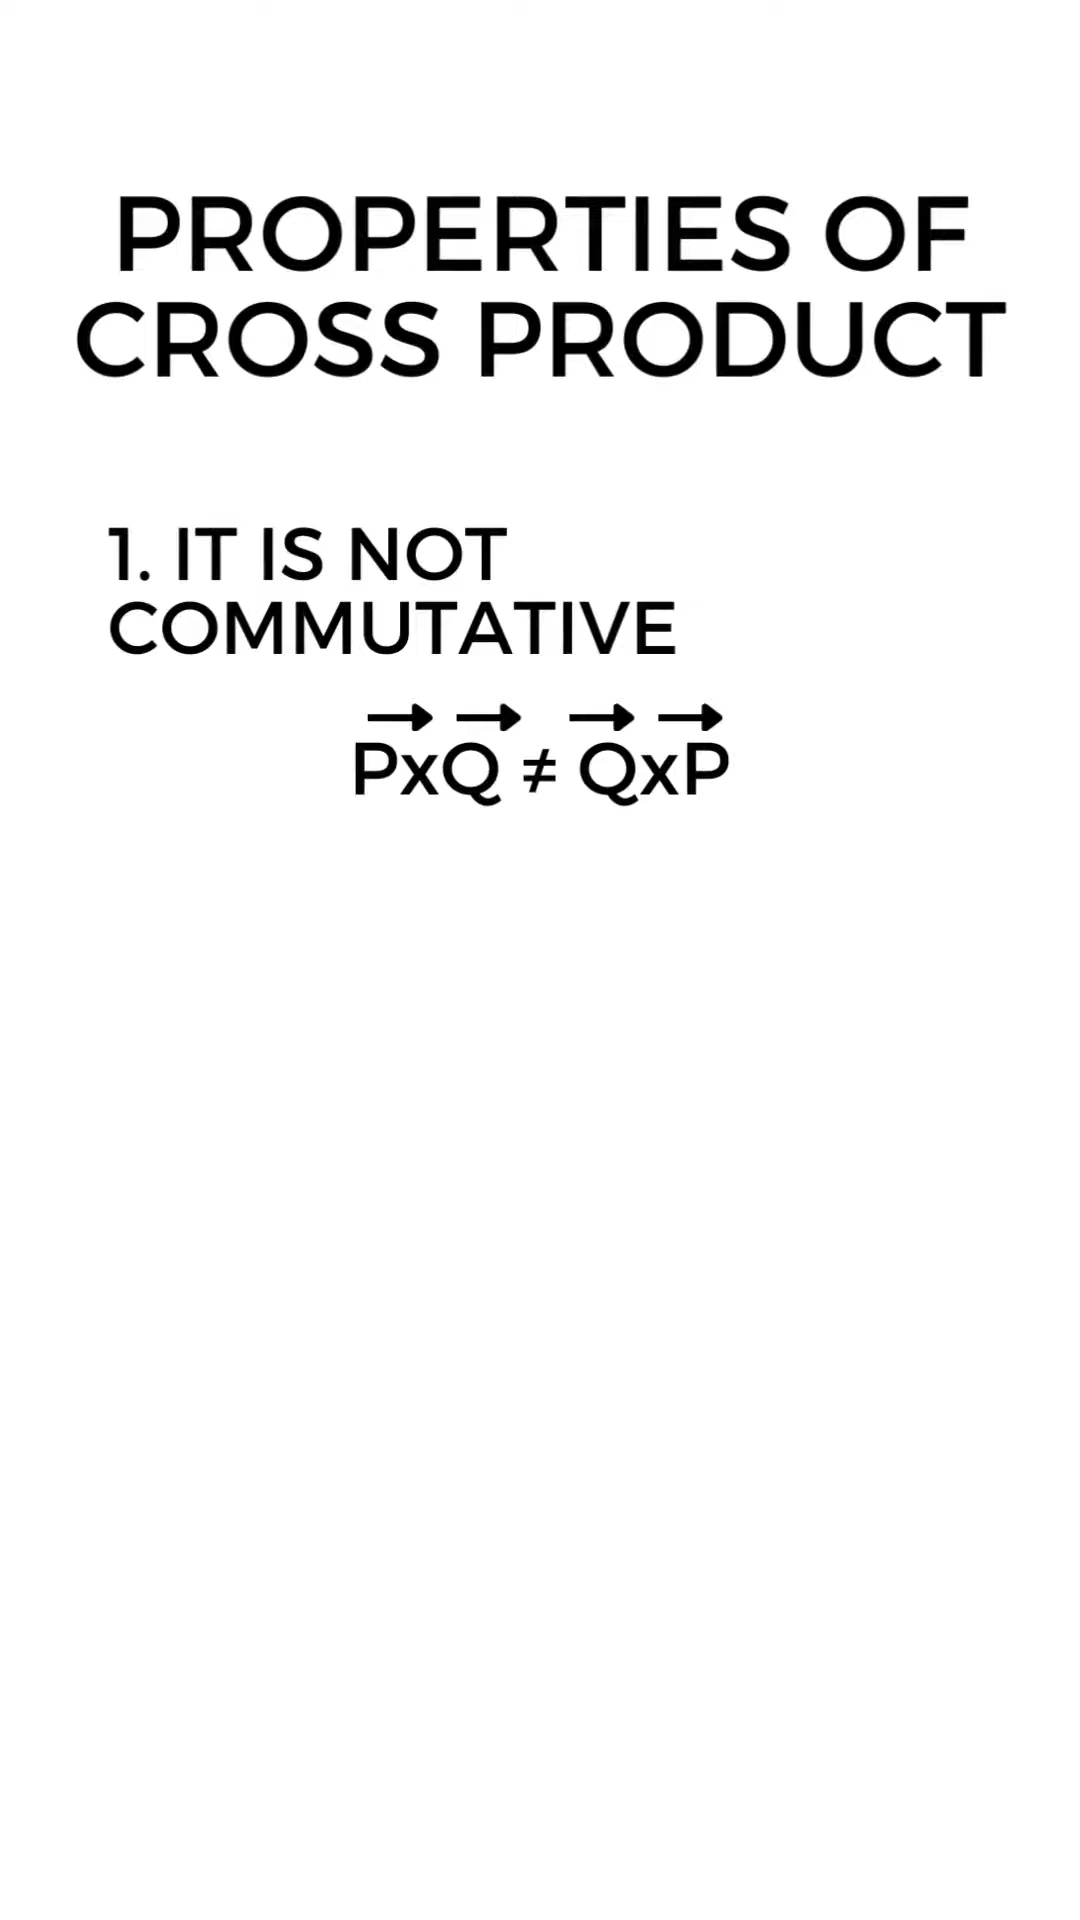 PROPERTIES OF
CROSS PRODUCT
1. IT IS NOT
COMMUTATIVE
PxQ ≠ QxP